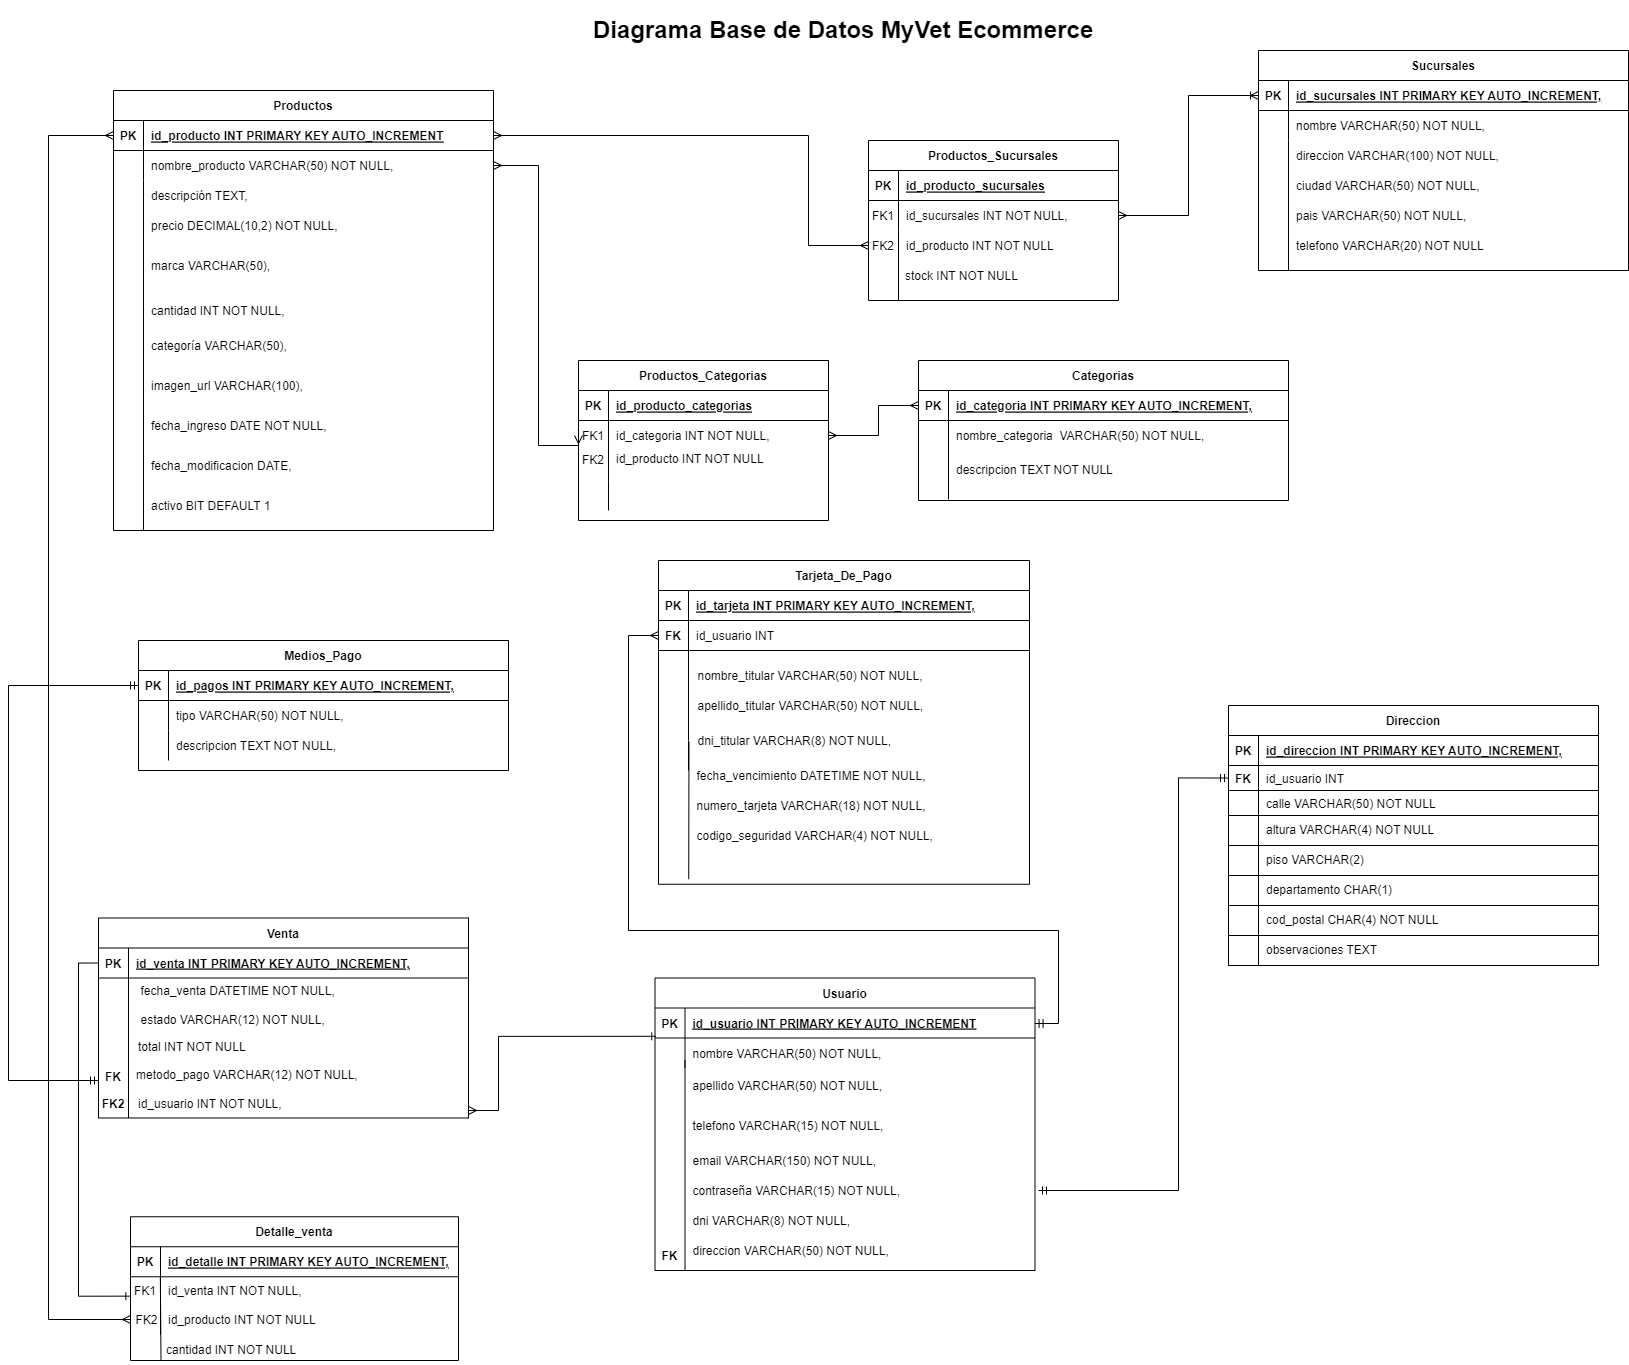 Diagrama Base de Datos MyVet Ecommerce
Productos
PK id_producto INT PRIMARY KEY AUTO_INCREMENT
nombre_producto VARCHAR(50) NOT NULL,
descripción TEXT,
precio DECIMAL(10,2) NOT NULL,
marca VARCHAR(50),
cantidad INT NOT NULL,
categoría VARCHAR(50),
imagen_url VARCHAR(100),
fecha_ingreso DATE NOT NULL,
fecha_modificacion DATE,
activo BIT DEFAULT 1
Productos_Sucursales
PK id_producto_sucursales
FK1 id_sucursales INT NOT NULL,
FK2 id_producto INT NOT NULL
stock INT NOT NULL
Sucursales
PK id_sucursales INT PRIMARY KEY AUTO_INCREMENT,
nombre VARCHAR(50) NOT NULL,
direccion VARCHAR(100) NOT NULL,
ciudad VARCHAR(50) NOT NULL,
pais VARCHAR(50) NOT NULL,
telefono VARCHAR(20) NOT NULL
Productos_Categorias
PK id_producto_categorias
FK1 id_categoria INT NOT NULL,
FK2 id_producto INT NOT NULL
Categorias
PK id_categoria INT PRIMARY KEY AUTO_INCREMENT,
nombre_categoria VARCHAR(50) NOT NULL,
descripcion TEXT NOT NULL
Tarjeta_De_Pago
PK id_tarjeta INT PRIMARY KEY AUTO_INCREMENT,
FK id_usuario INT
nombre_titular VARCHAR(50) NOT NULL,
apellido_titular VARCHAR(50) NOT NULL,
dni_titular VARCHAR(8) NOT NULL,
fecha_vencimiento DATETIME NOT NULL,
numero_tarjeta VARCHAR(18) NOT NULL,
codigo_seguridad VARCHAR(4) NOT NULL,
Medios_Pago
PK id_pagos INT PRIMARY KEY AUTO_INCREMENT,
tipo VARCHAR(50) NOT NULL,
descripcion TEXT NOT NULL,
Direccion
PK id_direccion INT PRIMARY KEY AUTO_INCREMENT,
FK id_usuario INT
calle VARCHAR(50) NOT NULL
altura VARCHAR(4) NOT NULL
piso VARCHAR(2)
departamento CHAR(1)
cod_postal CHAR(4) NOT NULL
observaciones TEXT
Venta
PK id_venta INT PRIMARY KEY AUTO_INCREMENT,
fecha_venta DATETIME NOT NULL,
estado VARCHAR(12) NOT NULL,
total INT NOT NULL
FK metodo_pago VARCHAR(12) NOT NULL,
FK2 id_usuario INT NOT NULL,
Usuario
PK id_usuario INT PRIMARY KEY AUTO_INCREMENT
nombre VARCHAR(50) NOT NULL,
apellido VARCHAR(50) NOT NULL,
telefono VARCHAR(15) NOT NULL,
email VARCHAR(150) NOT NULL,
contraseña VARCHAR(15) NOT NULL,
dni VARCHAR(8) NOT NULL,
FK direccion VARCHAR(50) NOT NULL,
Detalle_venta
PK id_detalle INT PRIMARY KEY AUTO_INCREMENT,
FK1 id_venta INT NOT NULL,
FK2 id_producto INT NOT NULL
cantidad INT NOT NULL